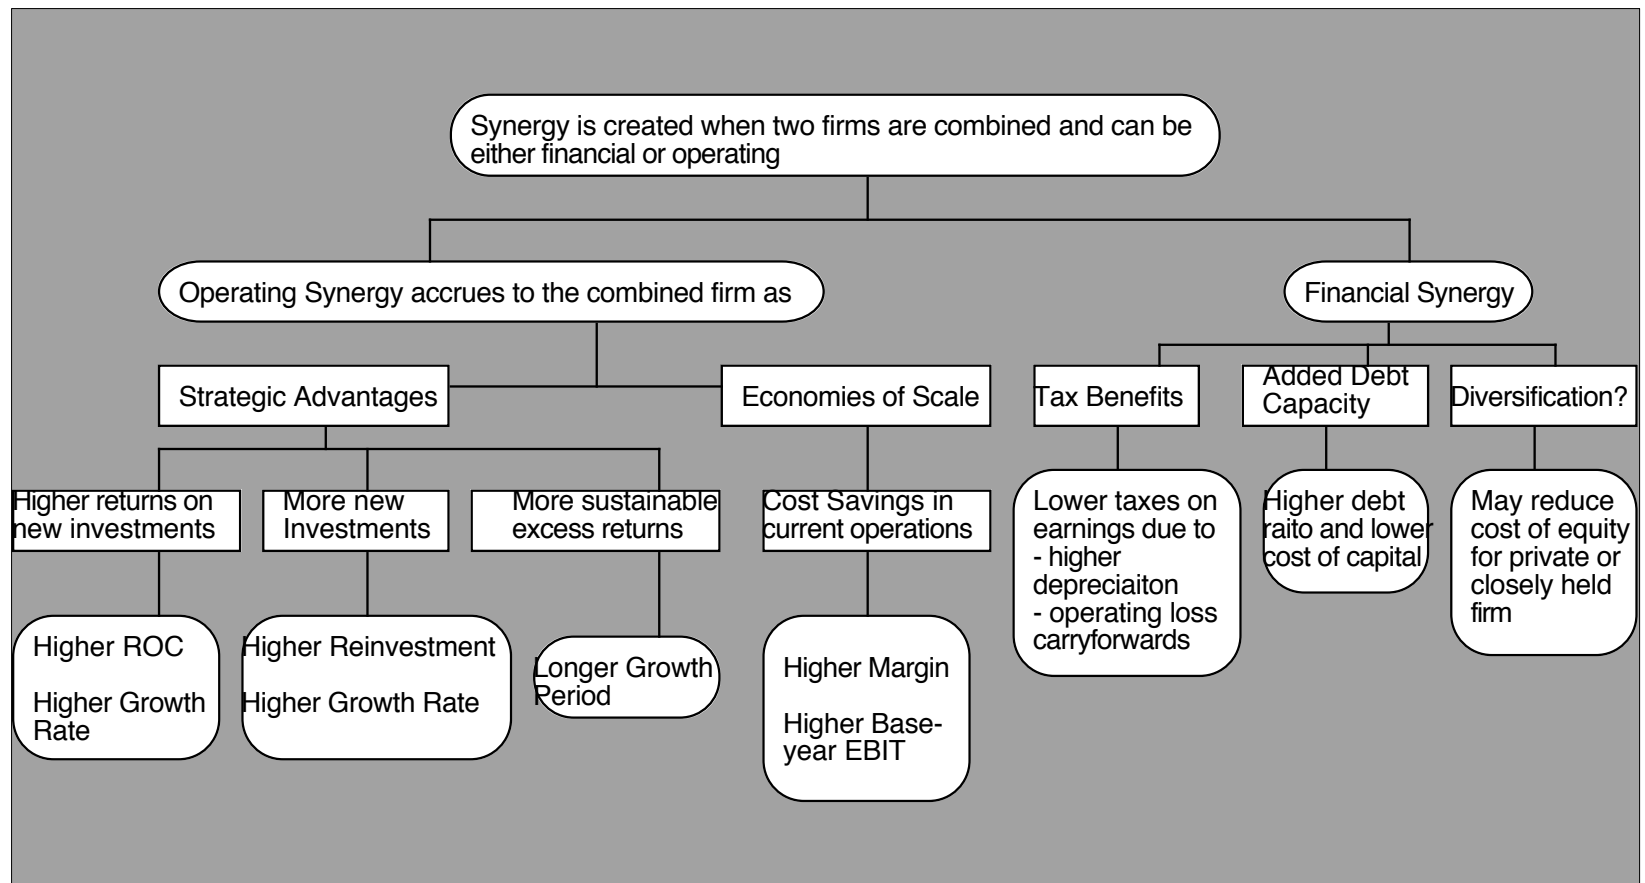 Synergy is created when two firms are combined and can be
either financial or operating
Operating Synergy accrues to the combined firm as
Financial Synergy
Strategic Advantages
Economies of Scale
Tax Benefits
Added Debt
Capacity
Diversification?
Higher returns on
new investments
More new
Investments
More sustainable
excess returns
Cost Savings in
current operations
Lower taxes on
earnings due to
- higher
depreciaiton
- operating loss
carryforwards
Higher debt
raito and lower
cost of capital
May reduce
cost of equity
for private or
closely held
firm
Higher ROC
Higher Growth
Rate
Higher Reinvestment
Higher Growth Rate
Longer Growth
Period
Higher Margin
Higher Base-
year EBIT